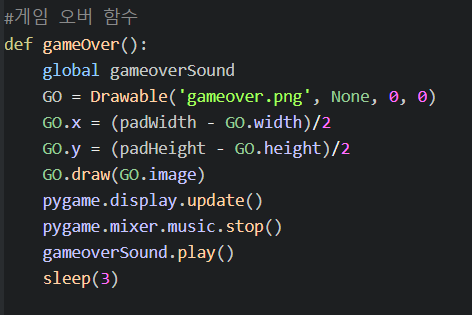 #게임 오버 함수
def gameOver():
    global gameoverSound
    GO = Drawable('gameover.png', None, 0, 0)
    GO.x = (padWidth - GO.width)/2
    GO.y = (padHeight - GO.height)/2
    GO.draw(GO.image)
    pygame.display.update()
    pygame.mixer.music.stop()
    gameoverSound.play()
    sleep(3)